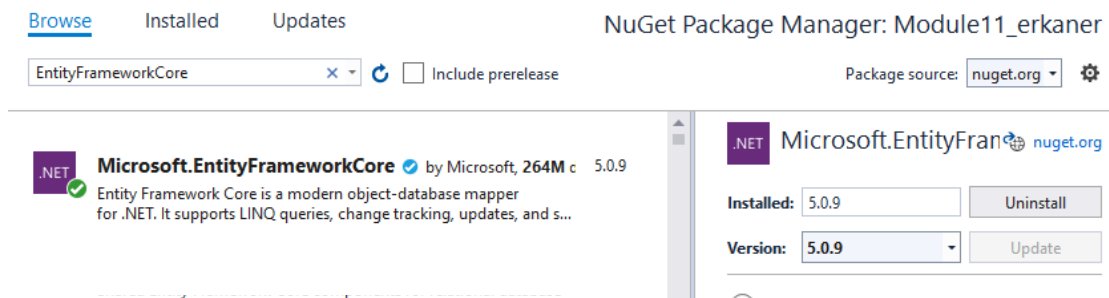 Browse Installed Updates
NuGet Package Manager: Module11_erkaner
EntityFrameworkCore
Include prerelease
Package source: nuget.org
.NET
Microsoft.EntityFrameworkCore by Microsoft, 264M 5.0.9
Entity Framework Core is a modern object-database mapper
for .NET. It supports LINQ queries, change tracking, updates, and s...
.NET
Microsoft.EntityFran nuget.org
Installed: 5.0.9 Uninstall
Version: 5.0.9 Update